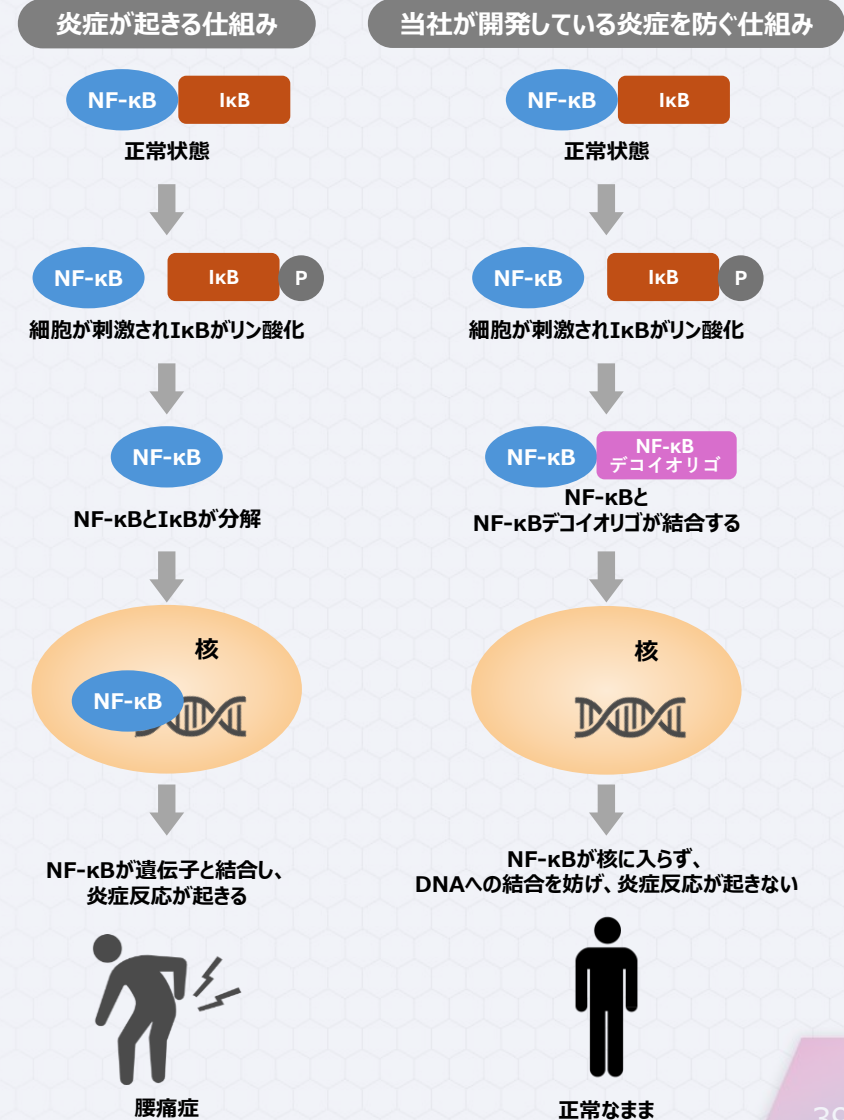 炎症が起きる仕組み
NF-κB
IκB
正常状態
NF-κB
IκB
P
細胞が刺激されIκBがリン酸化
NF-κB
NF-κBとIκBが分解
核
NF-κB
NF-κBが遺伝子と結合し、
炎症反応が起きる
腰痛症
当社が開発している炎症を防ぐ仕組み
NF-κB
IκB
正常状態
NF-κB
IκB
P
細胞が刺激されIκBがリン酸化
NF-κB
NF-κB
デコイオリゴ
NF-κBと
NF-κBデコイオリゴが結合する
核
NF-κBが核に入らず、
DNAへの結合を妨げ、炎症反応が起きない
正常なまま